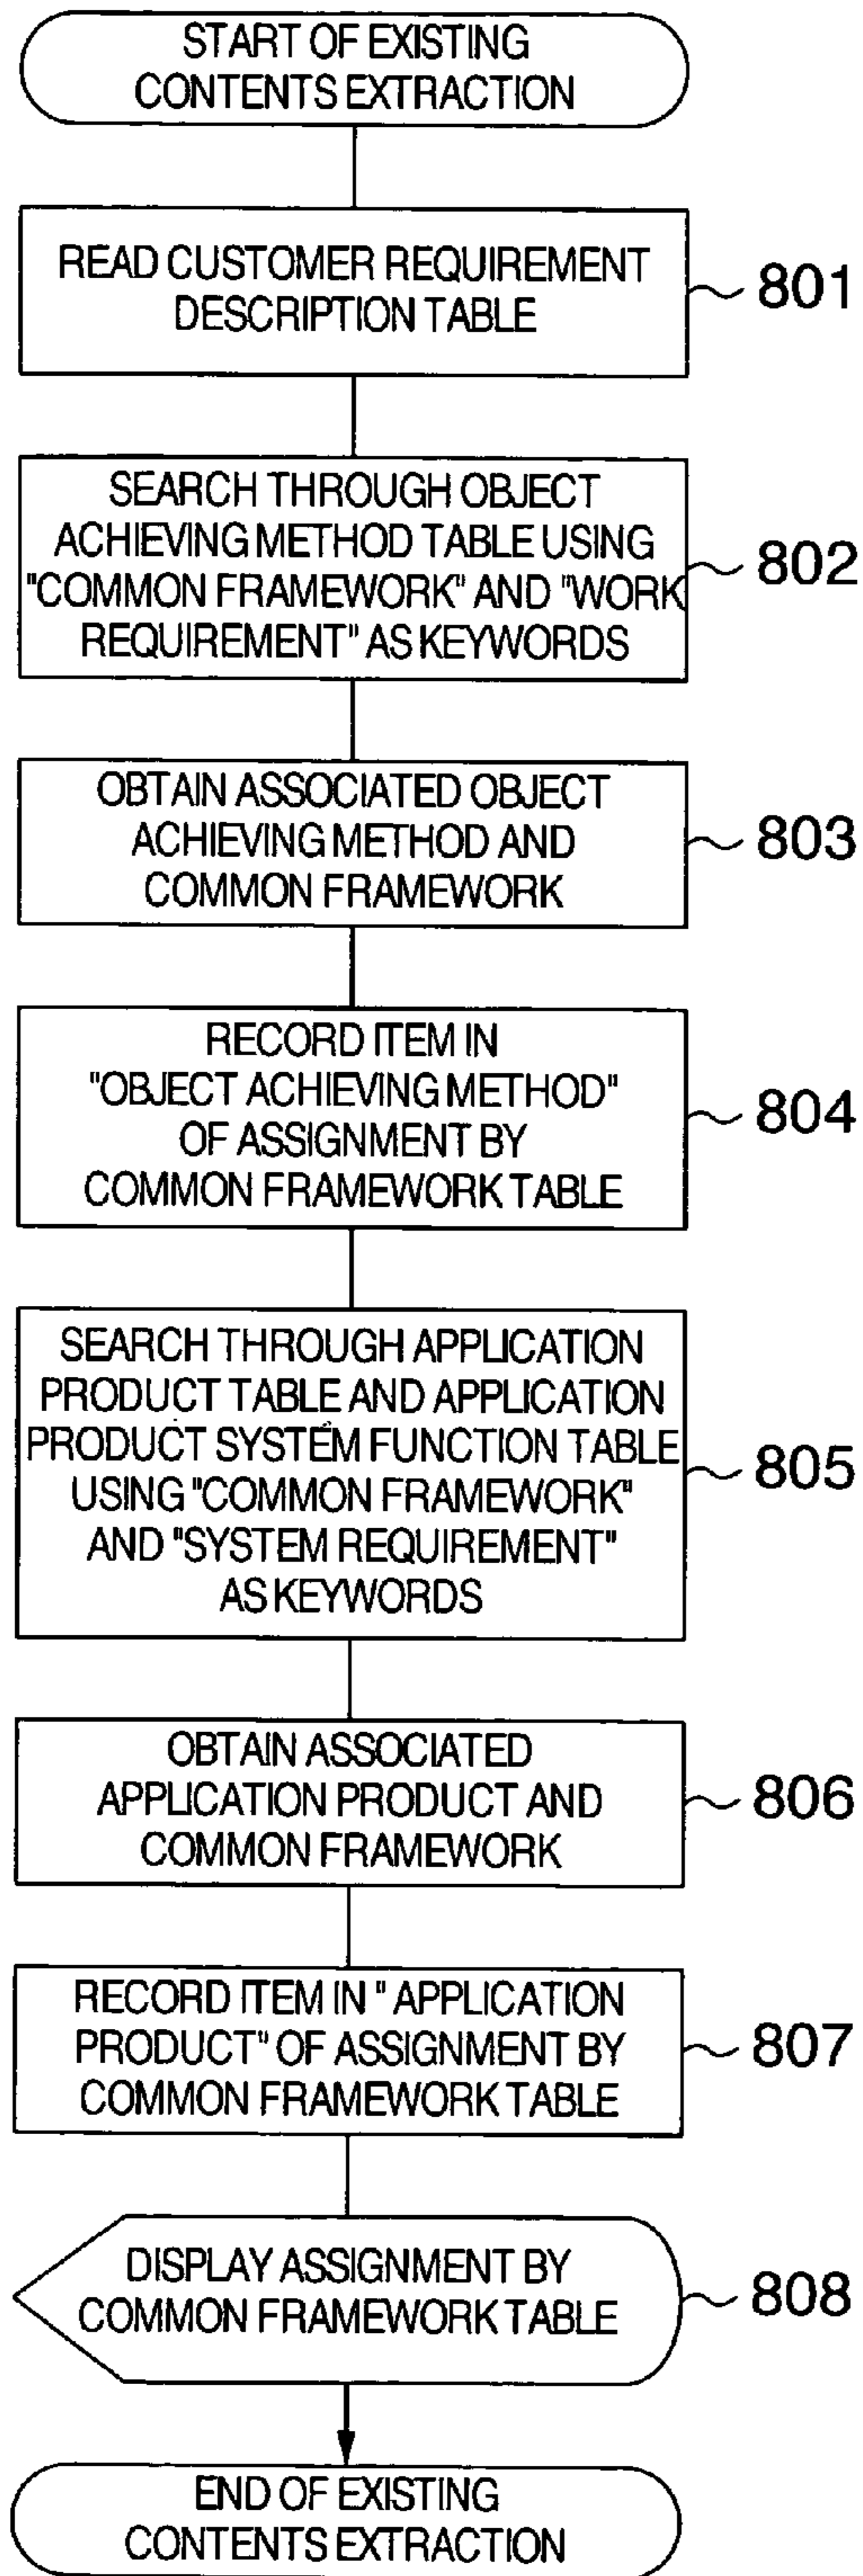 START OF EXISTING
CONTENTS EXTRACTION
READ CUSTOMER REQUIREMENT
DESCRIPTION TABLE
801
SEARCH THROUGH OBJECT
ACHIEVING METHOD TABLE USING
"COMMON FRAMEWORK" AND "WORK
REQUIREMENT" AS KEYWORDS
802
OBTAIN ASSOCIATED OBJECT
ACHIEVING METHOD AND
COMMON FRAMEWORK
803
RECORD ITEM IN
"OBJECT ACHIEVING METHOD"
OF ASSIGNMENT BY
COMMON FRAMEWORK TABLE
804
SEARCH THROUGH APPLICATION
PRODUCT TABLE AND APPLICATION
PRODUCT SYSTEM FUNCTION TABLE
USING "COMMON FRAMEWORK"
AND "SYSTEM REQUIREMENT"
AS KEYWORDS
805
OBTAIN ASSOCIATED
APPLICATION PRODUCT AND
COMMON FRAMEWORK
806
RECORD ITEM IN " APPLICATION
PRODUCT" OF ASSIGNMENT BY
COMMON FRAMEWORK TABLE
807
DISPLAY ASSIGNMENT BY
COMMON FRAMEWORK TABLE
808
END OF EXISTING
CONTENTS EXTRACTION